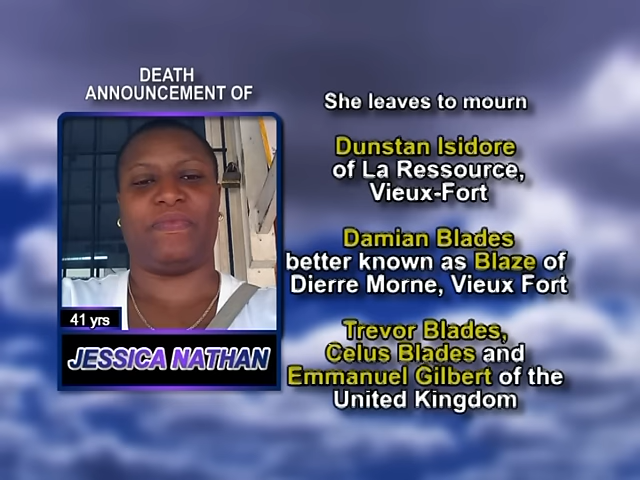 DEATH
ANNOUNCEMENT OF
41 yrs
JESSICA NATHAN
She leaves to mourn
Dunstan Isidore
of La Ressource,
Vieux-Fort
Damian Blades
better known as Blaze of
Dierre Morne, Vieux Fort
Trevor Blades,
Celus Blades and
Emmanuel Gilbert of the
United Kingdom